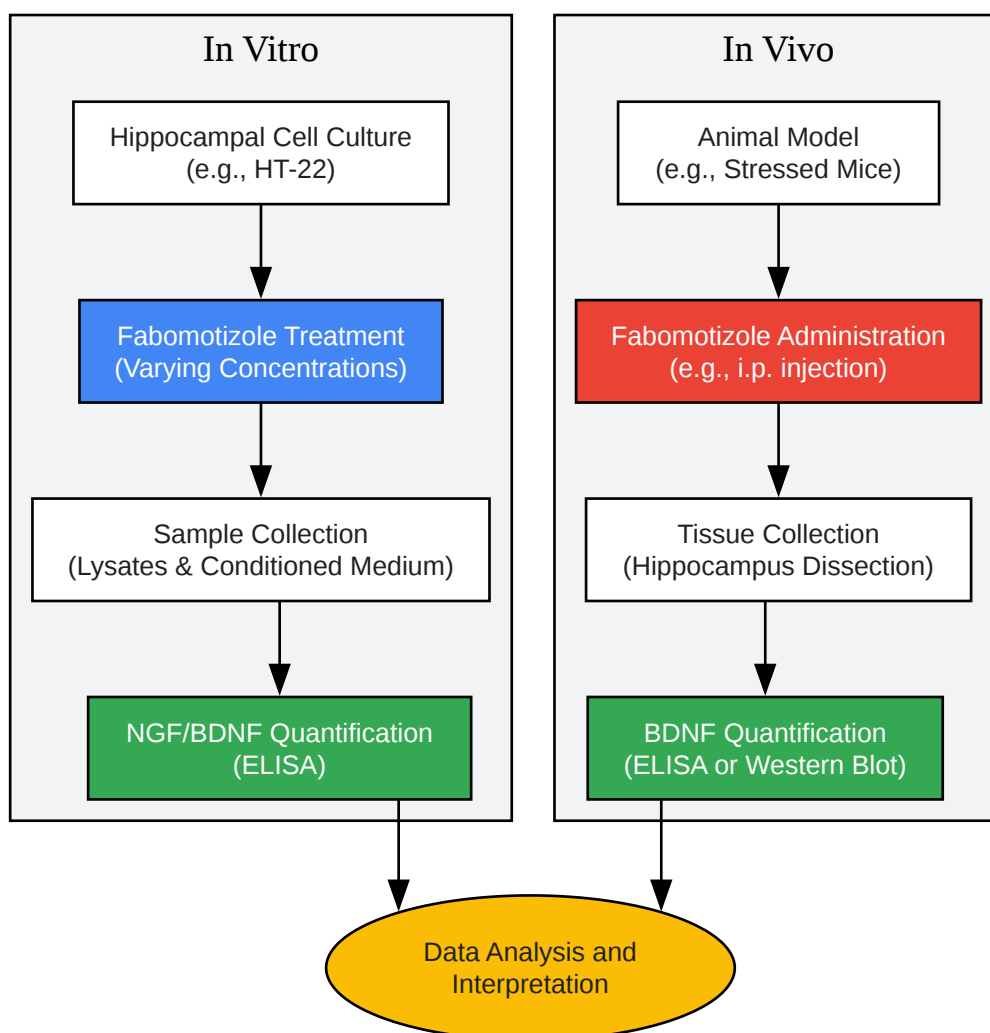 In Vitro
Hippocampal Cell Culture
(e.g., HT-22)
Fabomotizole Treatment
(Varying Concentrations)
Sample Collection
(Lysates & Conditioned Medium)
NGF/BDNF Quantification
(ELISA)
In Vivo
Animal Model
(e.g., Stressed Mice)
Fabomotizole Administration
(e.g., i.p. injection)
Tissue Collection
(Hippocampus Dissection)
BDNF Quantification
(ELISA or Western Blot)
Data Analysis and
Interpretation